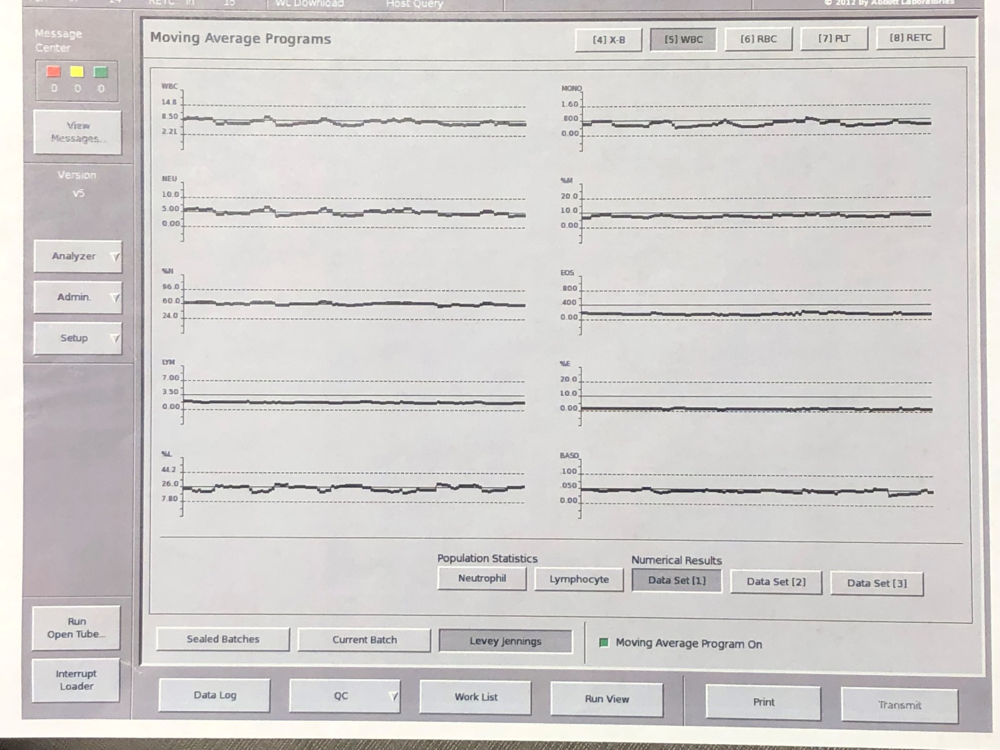 RETC in 15
WL Download
Host Query
© 2012 by Abbott Laboratories
Message
Center
0 0 0
View
Messages...
Version
v5
Analyzer
Admin.
Setup
Run
Open Tube...
Interrupt
Loader
Moving Average Programs
[4] X-B
[5] WBC
[6] RBC
[7] PLT
[8] RETC
WBC
14.8
8.50
2.21
NEU
10.0
5.00
0.00
%N
96.0
60.0
24.0
LYM
7.00
3.50
0.00
%L
44.2
26.0
7.80
MONO
1.60
.800
0.00
%M
20.0
10.0
0.00
EOS
.800
.400
0.00
%E
20.0
10.0
0.00
BASO
.100
.050
0.00
Population Statistics
Neutrophil
Lymphocyte
Numerical Results
Data Set [1]
Data Set [2]
Data Set [3]
Sealed Batches
Current Batch
Levey Jennings
Moving Average Program On
Data Log
QC
Work List
Run View
Print
Transmit